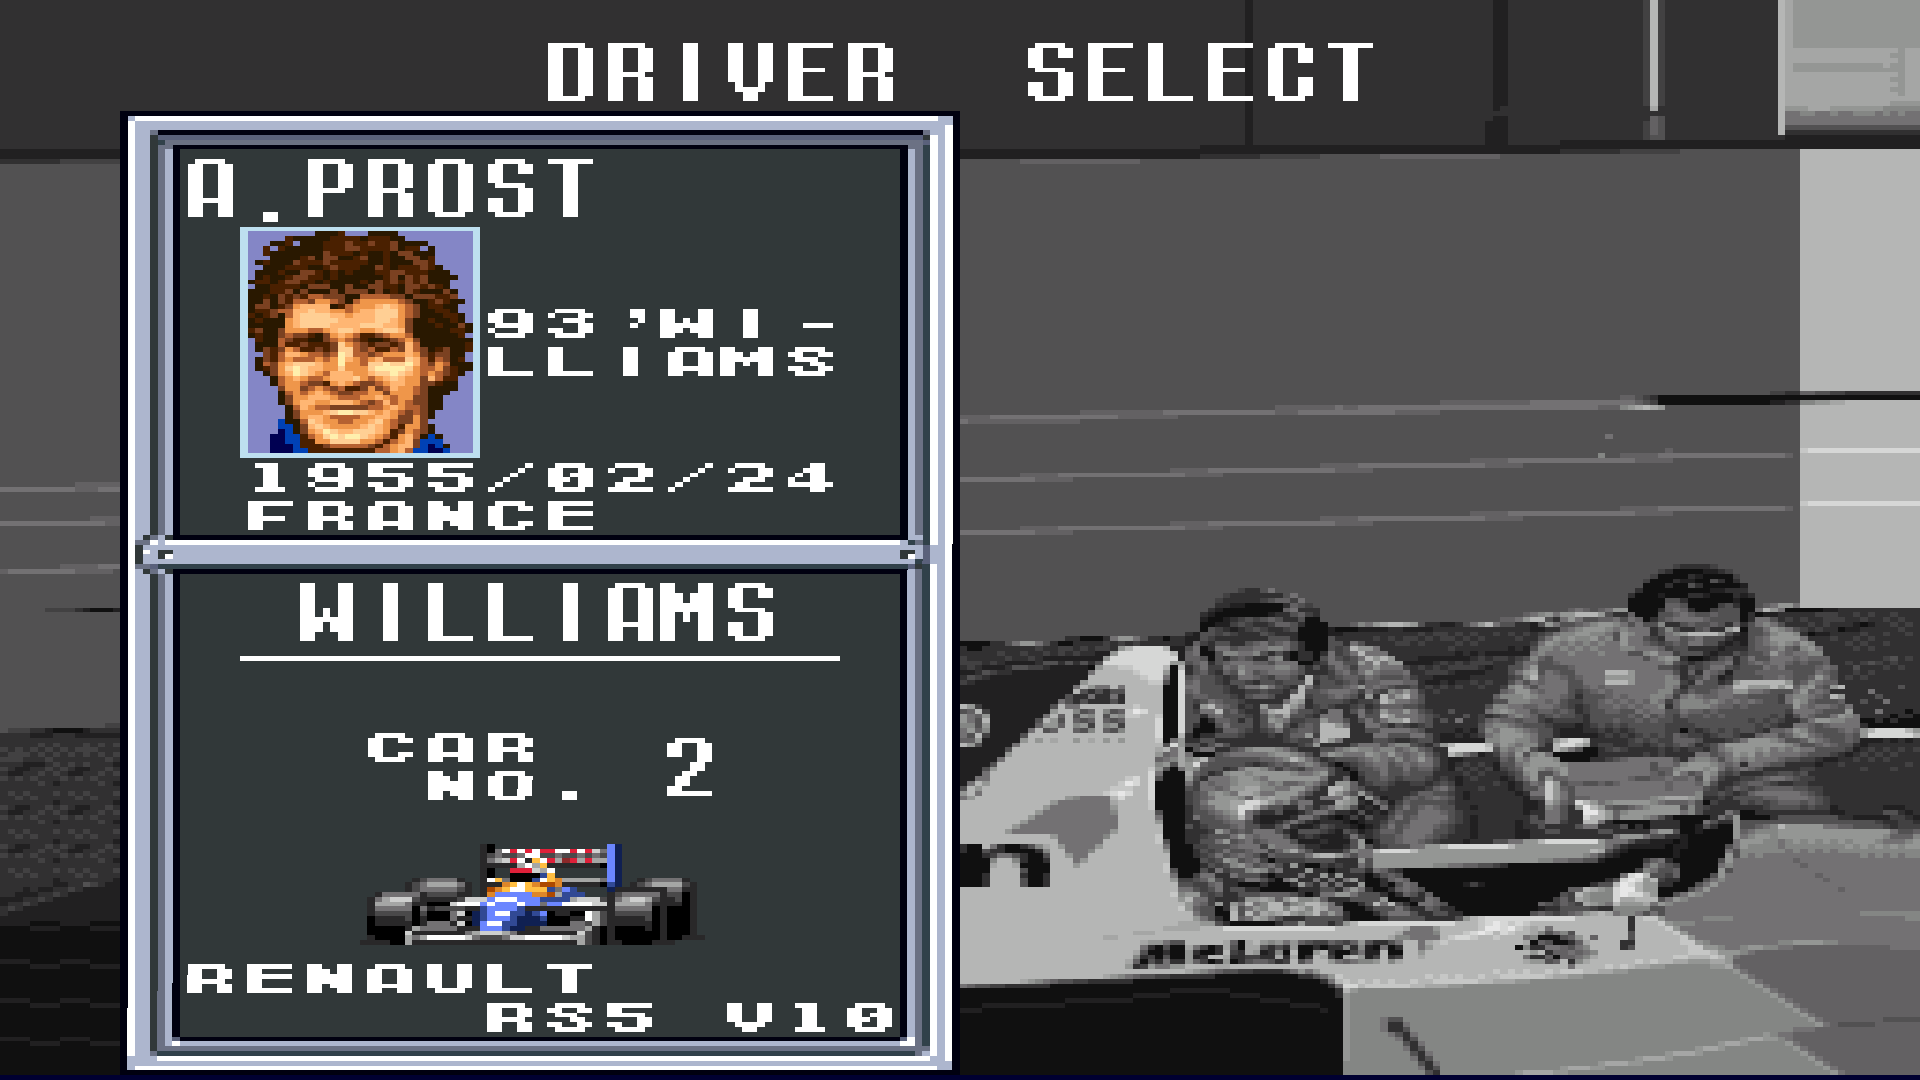 DRIVER SELECT
A.PROST
93'WI-
LLIAMS
1955/02/24
FRANCE
WILLIAMS
CAR
NO. 2
RENAULT
RS5 V10
McLaren